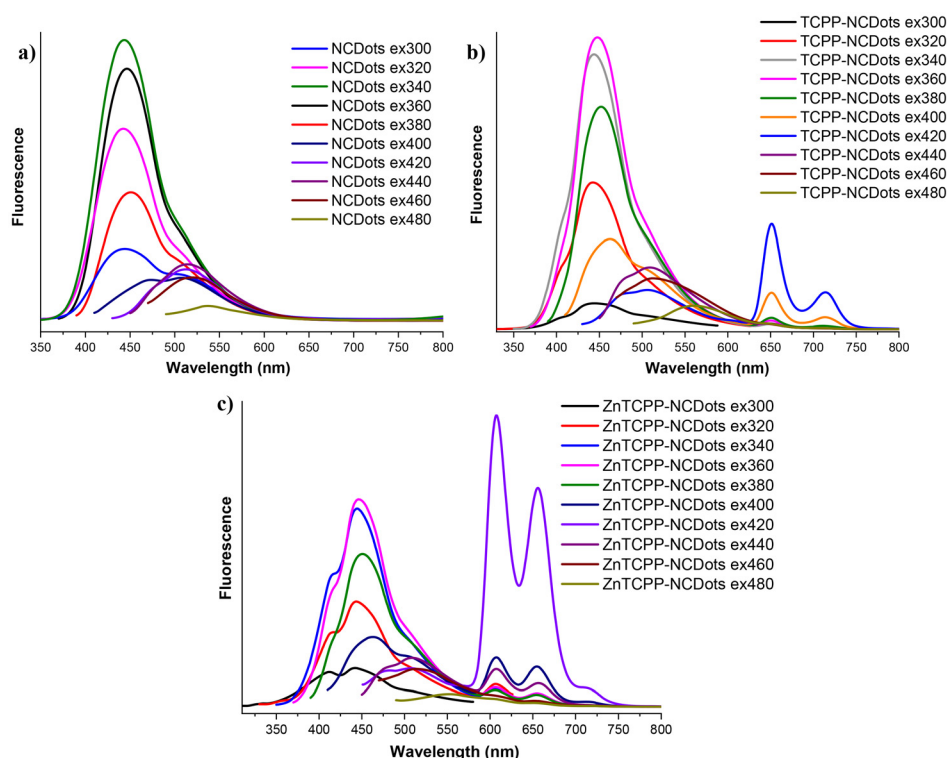 a)
NCDots ex300
NCDots ex320
NCDots ex340
NCDots ex360
NCDots ex380
NCDots ex400
NCDots ex420
NCDots ex440
NCDots ex460
NCDots ex480
Fluorescence
350 400 450 500 550 600 650 700 750 800
Wavelength (nm)
b)
TCPP-NCDots ex300
TCPP-NCDots ex320
TCPP-NCDots ex340
TCPP-NCDots ex360
TCPP-NCDots ex380
TCPP-NCDots ex400
TCPP-NCDots ex420
TCPP-NCDots ex440
TCPP-NCDots ex460
TCPP-NCDots ex480
Fluorescence
350 400 450 500 550 600 650 700 750 800
Wavelength (nm)
c)
ZnTCPP-NCDots ex300
ZnTCPP-NCDots ex320
ZnTCPP-NCDots ex340
ZnTCPP-NCDots ex360
ZnTCPP-NCDots ex380
ZnTCPP-NCDots ex400
ZnTCPP-NCDots ex420
ZnTCPP-NCDots ex440
ZnTCPP-NCDots ex460
ZnTCPP-NCDots ex480
Fluorescence
350 400 450 500 550 600 650 700 750 800
Wavelength (nm)